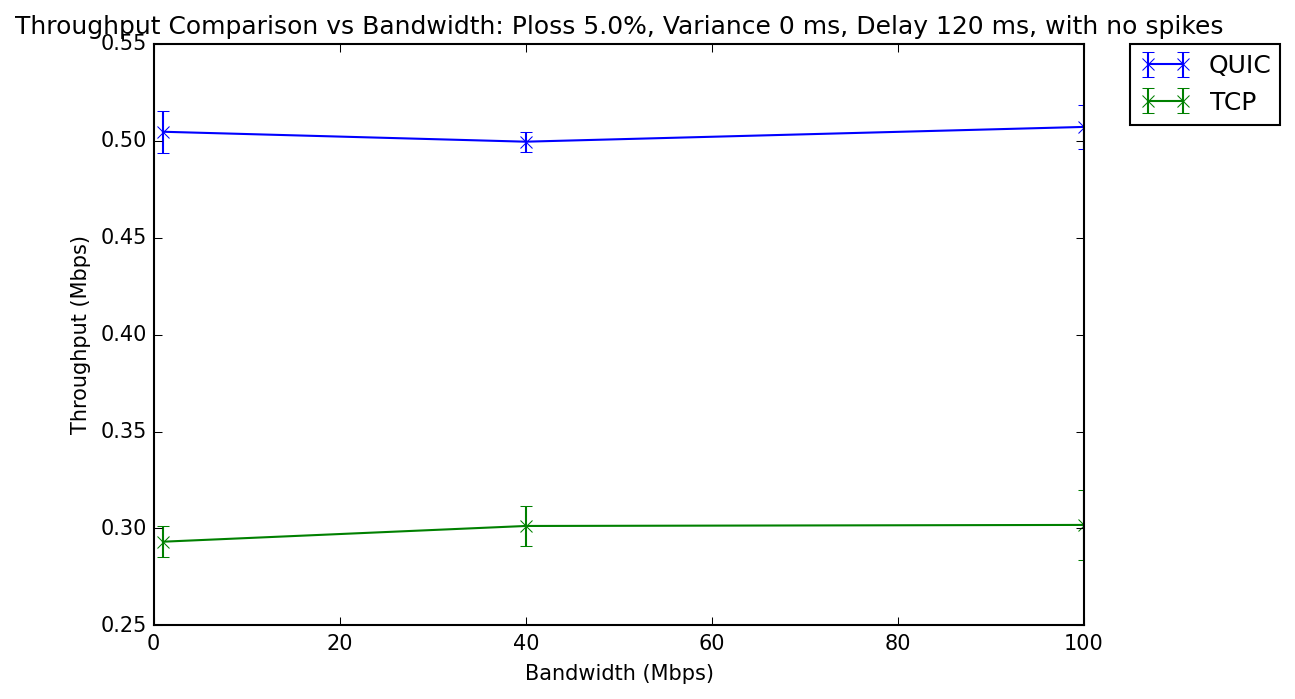 Throughput Comparison vs Bandwidth: Ploss 5.0%, Variance 0 ms, Delay 120 ms, with no spikes
QUIC
TCP
0.55
0.50
0.45
0.40
0.35
0.30
0.25
Throughput (Mbps)
0
20
40
60
80
100
Bandwidth (Mbps)